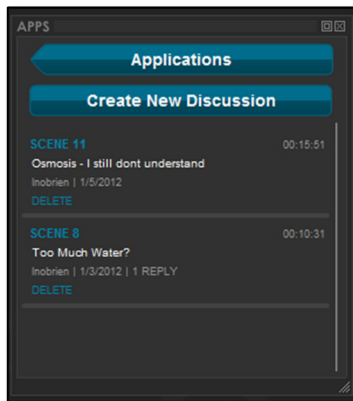 APPS
Applications
Create New Discussion
SCENE 11 00:15:51
Osmosis - I still dont understand
lnobrien | 1/5/2012
DELETE
SCENE 8 00:10:31
Too Much Water?
lnobrien | 1/3/2012 | 1 REPLY
DELETE